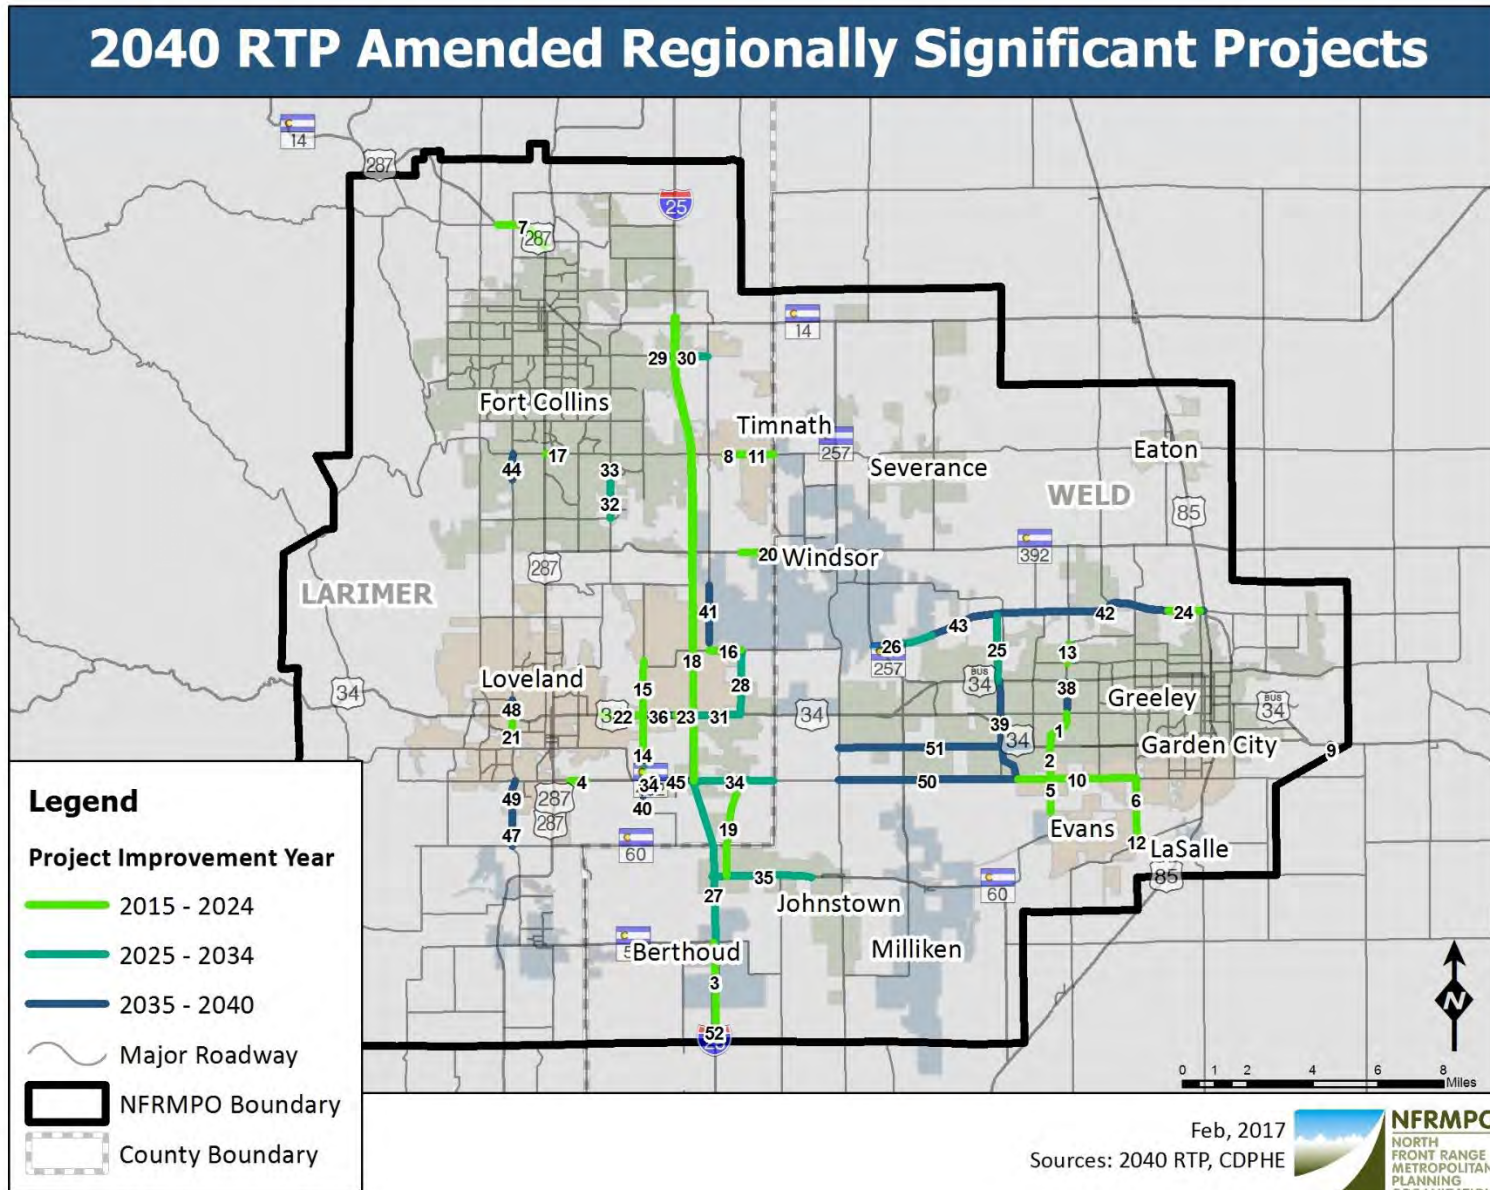 2040 RTP Amended Regionally Significant Projects
14
287
25
7
287
14
29 30
Fort Collins
Timnath
257
Eaton
44
17
33
8 11
Severance
WELD
32
85
392
287
20 Windsor
LARIMER
41
43
42
24
26
257
25
13
18
16
Loveland
28
BUS
34
38
Greeley
BUS
34
34
15
48
22 36 23 31
34
39
1
21
34
Garden City
9
14
51
2
4
34 45
34
50
10
49
287
40
5
6
47
287
19
Evans
60
12 LaSalle
85
35
60
27
Johnstown
Berthoud
Milliken
3
52
Legend
Project Improvement Year
2015 - 2024
2025 - 2034
2035 - 2040
Major Roadway
NFRMPO Boundary
County Boundary
N
0 1 2 4 6 8
Miles
Feb, 2017
Sources: 2040 RTP, CDPHE
NFRMPO
NORTH
FRONT RANGE
METROPOLITAN
PLANNING